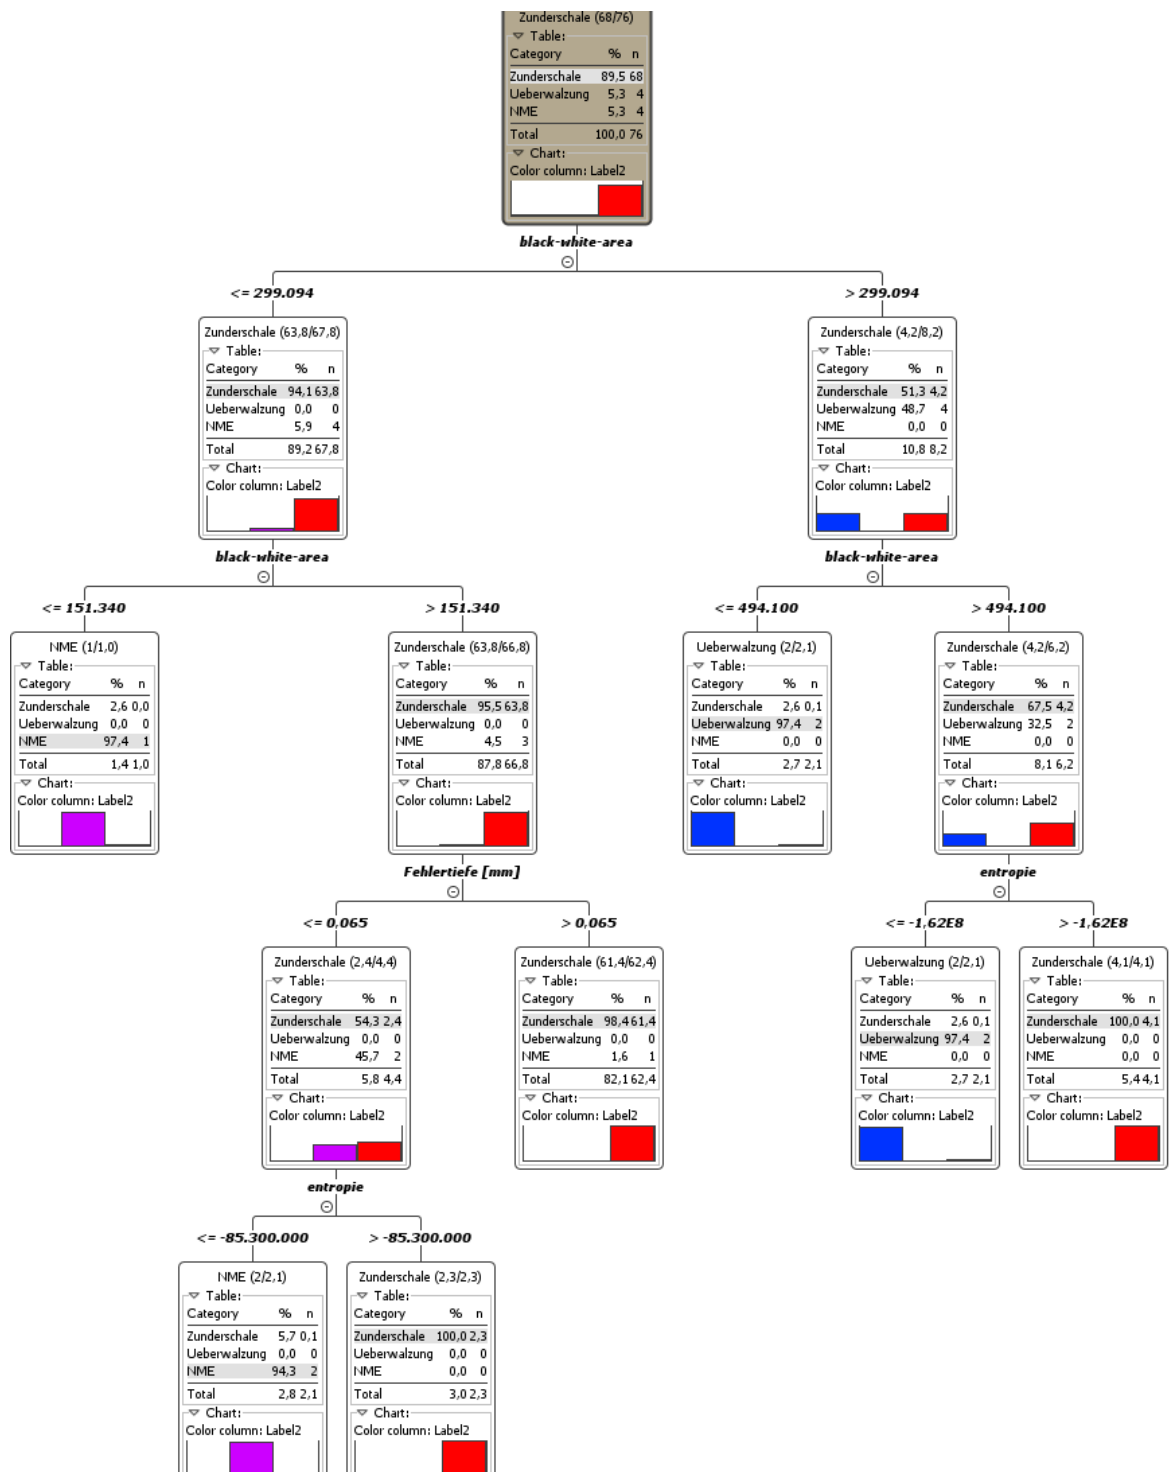 Zunderschale (68/76)
Table:
Category % n
Zunderschale 89,5 68
Ueberwalzung 5,3 4
NME 5,3 4
Total 100,0 76
Chart:
Color column: Label2
black-white-area
<= 299.094
> 299.094
Zunderschale (63,8/67,8)
Table:
Category % n
Zunderschale 94,1 63,8
Ueberwalzung 0,0 0
NME 5,9 4
Total 89,2 67,8
Chart:
Color column: Label2
black-white-area
Zunderschale (4,2/8,2)
Table:
Category % n
Zunderschale 51,3 4,2
Ueberwalzung 48,7 4
NME 0,0 0
Total 10,8 8,2
Chart:
Color column: Label2
black-white-area
<= 151.340
> 151.340
<= 494.100
> 494.100
NME (1/1,0)
Table:
Category % n
Zunderschale 2,6 0,0
Ueberwalzung 0,0 0
NME 97,4 1
Total 1,4 1,0
Chart:
Color column: Label2
Zunderschale (63,8/66,8)
Table:
Category % n
Zunderschale 95,5 63,8
Ueberwalzung 0,0 0
NME 4,5 3
Total 87,8 66,8
Chart:
Color column: Label2
Fehlertiefe [mm]
Ueberwalzung (2/2,1)
Table:
Category % n
Zunderschale 2,6 0,1
Ueberwalzung 97,4 2
NME 0,0 0
Total 2,7 2,1
Chart:
Color column: Label2
Zunderschale (4,2/6,2)
Table:
Category % n
Zunderschale 67,5 4,2
Ueberwalzung 32,5 2
NME 0,0 0
Total 8,1 6,2
Chart:
Color column: Label2
entropie
<= 0,065
> 0,065
<= -1,62E8
> -1,62E8
Zunderschale (2,4/4,4)
Table:
Category % n
Zunderschale 54,3 2,4
Ueberwalzung 0,0 0
NME 45,7 2
Total 5,8 4,4
Chart:
Color column: Label2
entropie
Zunderschale (61,4/62,4)
Table:
Category % n
Zunderschale 98,4 61,4
Ueberwalzung 0,0 0
NME 1,6 1
Total 82,1 62,4
Chart:
Color column: Label2
Ueberwalzung (2/2,1)
Table:
Category % n
Zunderschale 2,6 0,1
Ueberwalzung 97,4 2
NME 0,0 0
Total 2,7 2,1
Chart:
Color column: Label2
Zunderschale (4,1/4,1)
Table:
Category % n
Zunderschale 100,0 4,1
Ueberwalzung 0,0 0
NME 0,0 0
Total 5,4 4,1
Chart:
Color column: Label2
<= -85.300.000
> -85.300.000
NME (2/2,1)
Table:
Category % n
Zunderschale 5,7 0,1
Ueberwalzung 0,0 0
NME 94,3 2
Total 2,8 2,1
Chart:
Color column: Label2
Zunderschale (2,3/2,3)
Table:
Category % n
Zunderschale 100,0 2,3
Ueberwalzung 0,0 0
NME 0,0 0
Total 3,0 2,3
Chart:
Color column: Label2